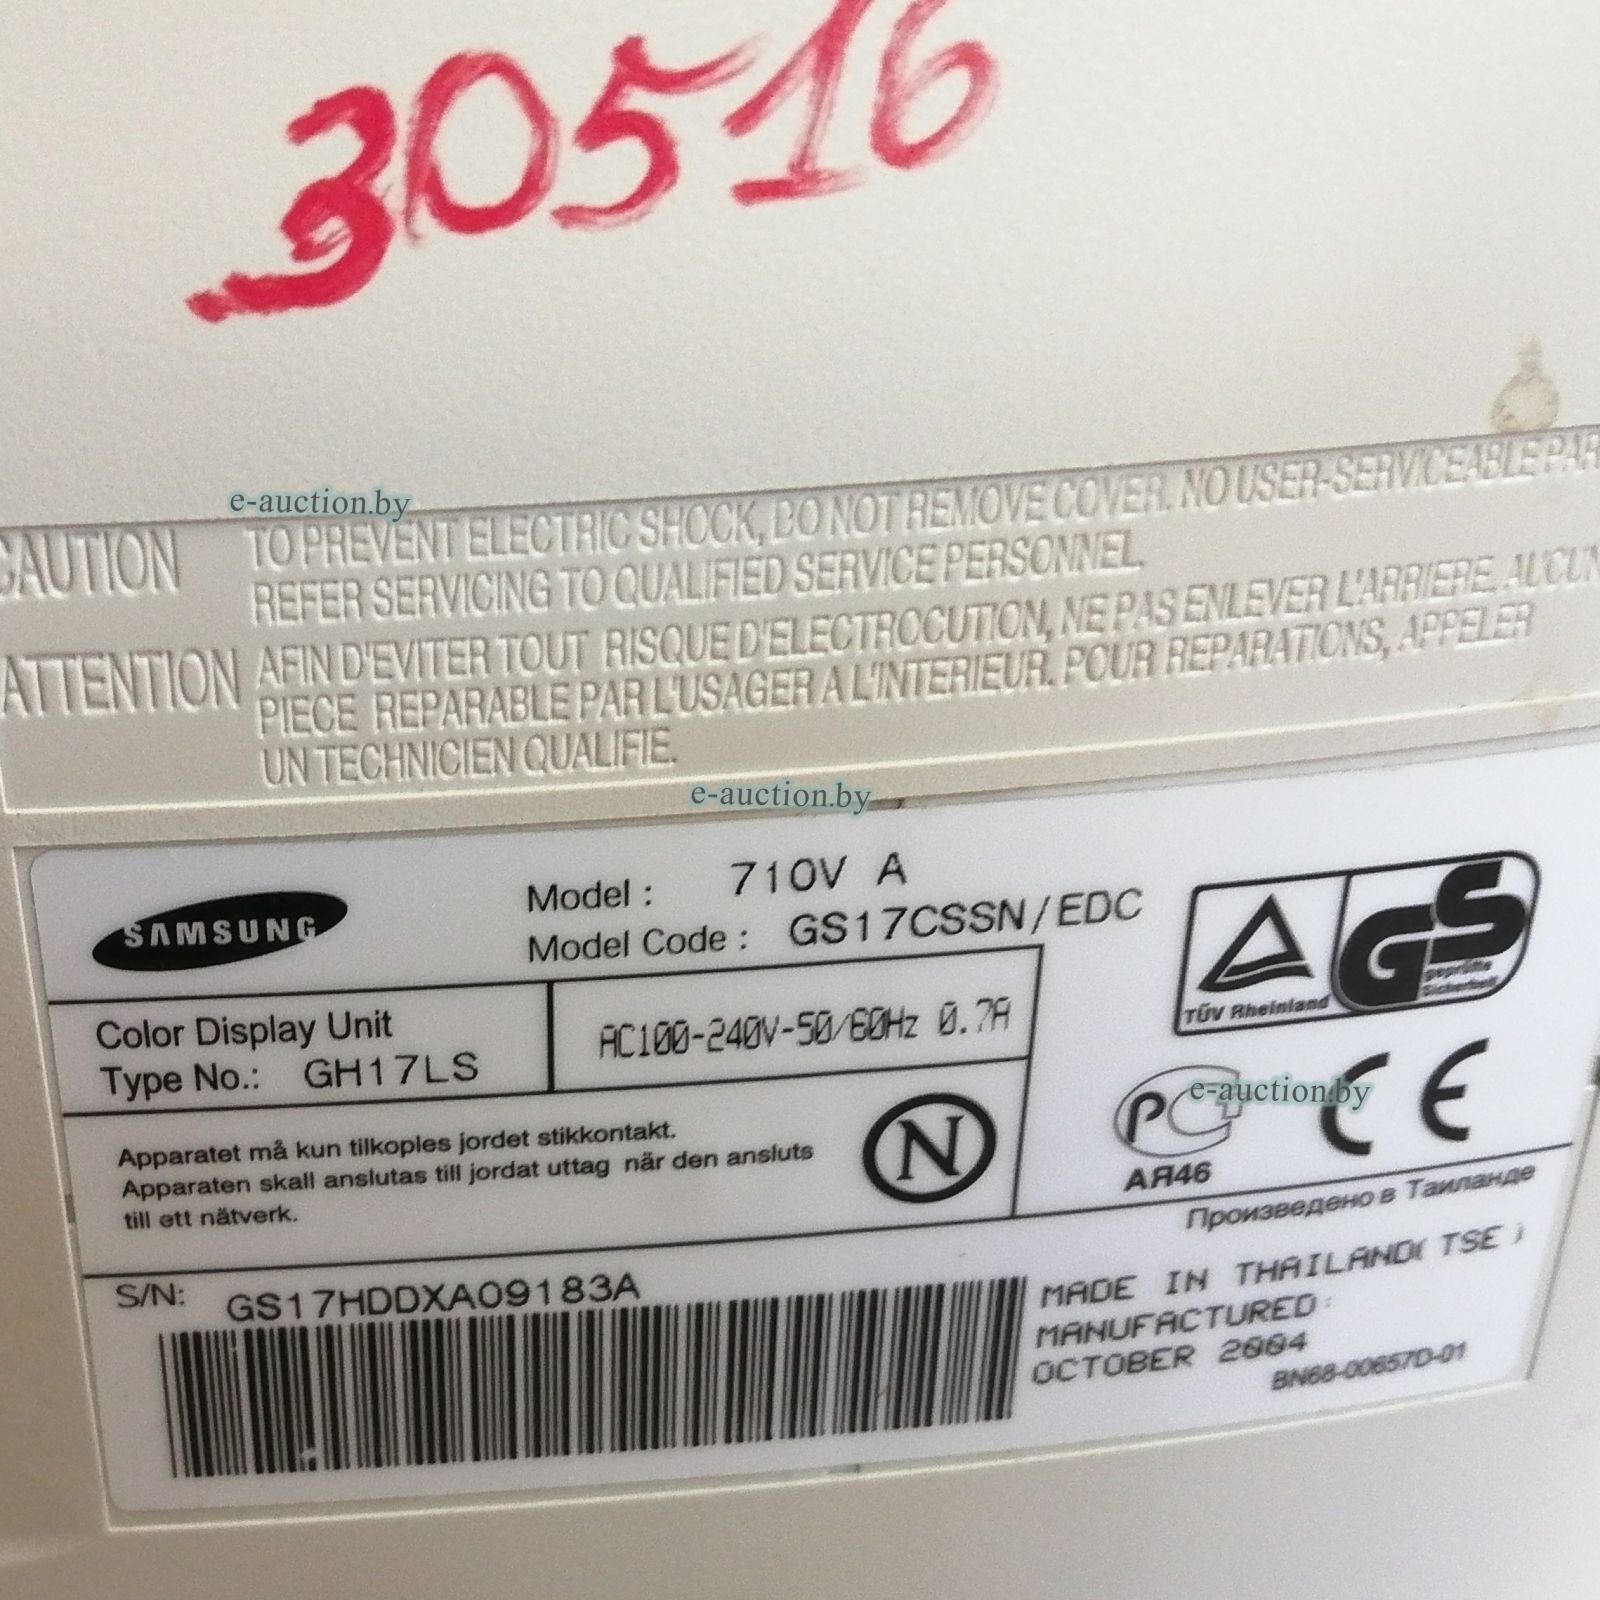 30516
e-auction.by
CAUTION TO PREVENT ELECTRIC SHOCK, DO NOT REMOVE COVER. NO USER-SERVICEABLE PAR
REFER SERVICING TO QUALIFIED SERVICE PERSONNEL.
ATTENTION AFIN D'EVITER TOUT RISQUE D'ELECTROCUTION, NE PAS ENLEVER L'ARRIERE. AUCUN
PIECE REPARABLE PAR L'USAGER A L'INTERIEUR. POUR REPARATIONS, APPELER
UN TECHNICIEN QUALIFIE.
e-auction.by
SAMSUNG
Model : 710V A
Model Code : GS17CSSN/EDC
Color Display Unit
Type No.: GH17LS
AC100-240V-50/60Hz 0.7A
TÜV Rheinland
GS
geprüfte
Sicherheit
Apparatet må kun tilkoples jordet stikkontakt.
Apparaten skall anslutas till jordat uttag när den ansluts
till ett nätverk.
N
e-auction.by
CE
АЯ46
Произведено в Таиланде
S/N: GS17HDDXA09183A
MADE IN THAILAND( TSE )
MANUFACTURED:
OCTOBER 2004
BN68-00657D-01